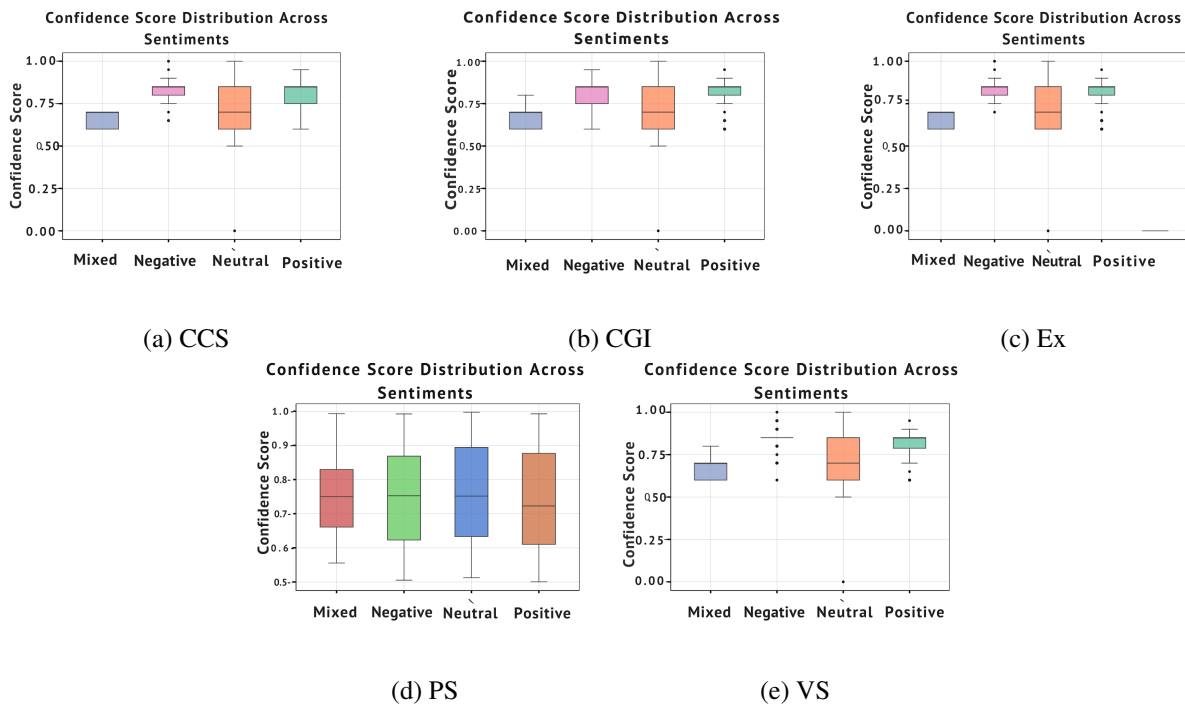 Confidence Score Distribution Across
Sentiments
Confidence Score
1.00
0.75
0.50
0.25
0.00
Mixed Negative Neutral Positive
(a) CCS
Confidence Score Distribution Across
Sentiments
Confidence Score
1.00
0.75
0.50
0.25
0.00
Mixed Negative Neutral Positive
(b) CGI
Confidence Score Distribution Across
Sentiments
Confidence Score
1.00
0.75
0.50
0.25
0.00
Mixed Negative Neutral Positive
(c) Ex
Confidence Score Distribution Across
Sentiments
Confidence Score
1.0
0.9
0.8
0.7
0.6
0.5
Mixed Negative Neutral Positive
(d) PS
Confidence Score Distribution Across
Sentiments
Confidence Score
1.00
0.75
0.50
0.25
0.00
Mixed Negative Neutral Positive
(e) VS